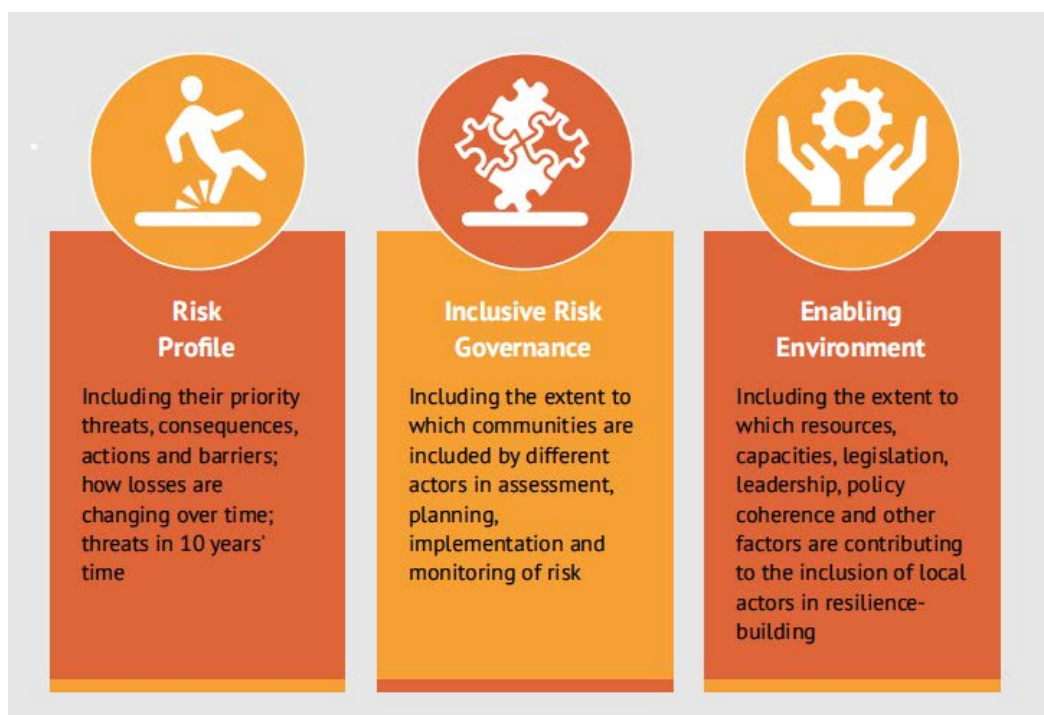 Risk
Profile
Including their priority
threats, consequences,
actions and barriers;
how losses are
changing over time;
threats in 10 years'
time
Inclusive Risk
Governance
Including the extent to
which communities are
included by different
actors in assessment,
planning,
implementation and
monitoring of risk
Enabling
Environment
Including the extent to
which resources,
capacities, legislation,
leadership, policy
coherence and other
factors are contributing
to the inclusion of local
actors in resilience-
building